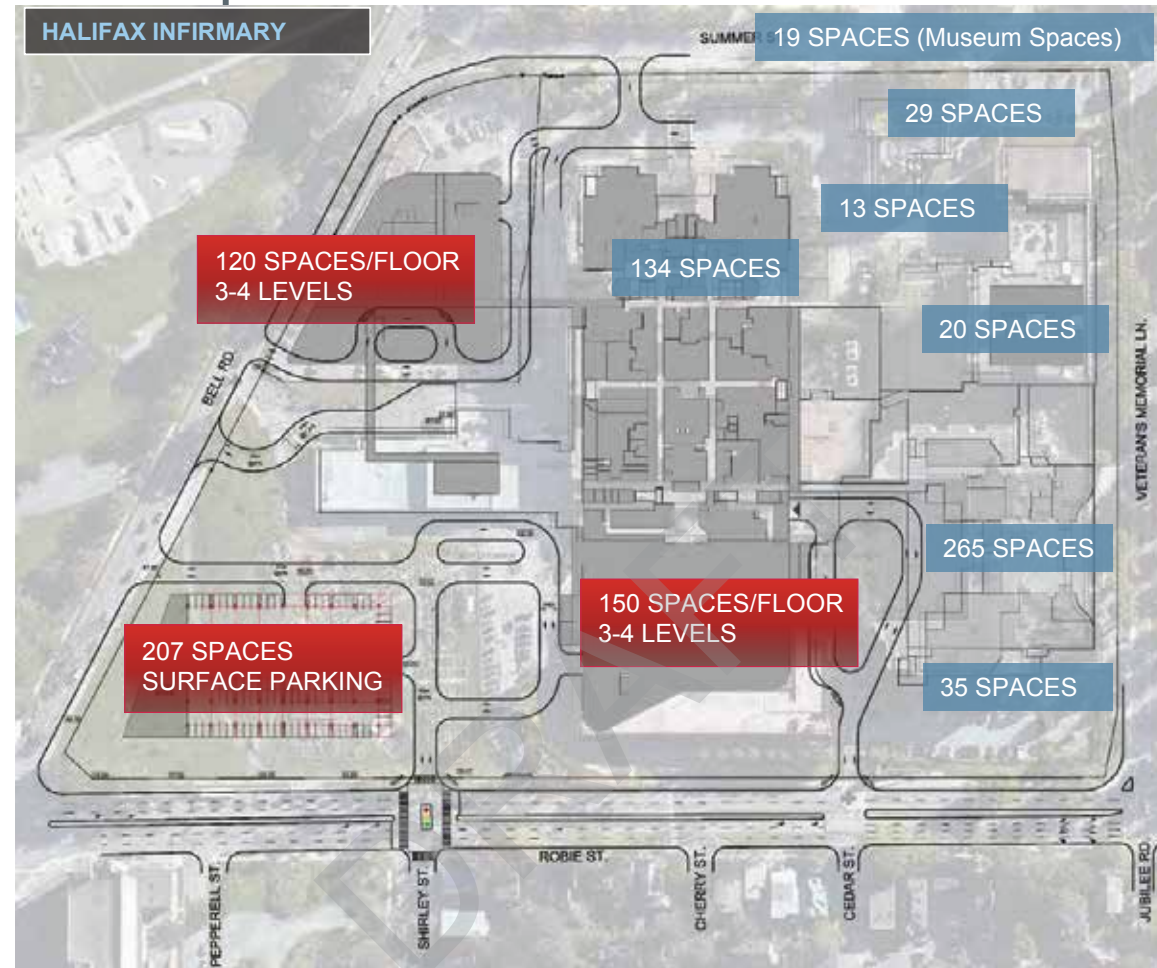 HALIFAX INFIRMARY
SUMMER
19 SPACES (Museum Spaces)
29 SPACES
13 SPACES
120 SPACES/FLOOR
3-4 LEVELS
134 SPACES
20 SPACES
BELL RD.
VETERAN'S MEMORIAL LN.
265 SPACES
150 SPACES/FLOOR
3-4 LEVELS
207 SPACES
SURFACE PARKING
35 SPACES
DRAFT
ROBIE ST.
PEPPERELL ST.
SHIRLEY ST.
CHERRY ST.
CEDAR ST.
JUBILEE RD.